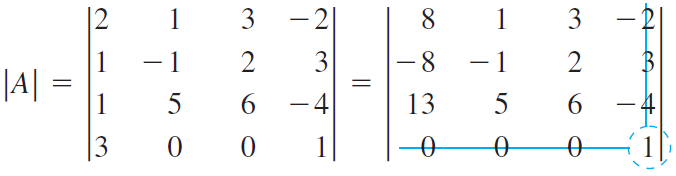 |A| = |2 1 3 −2| = |8 1 3 −2|
|1 −1 2 3| |−8 −1 2 3|
|1 5 6 −4| |13 5 6 −4|
|3 0 0 1| |0 0 0 1|